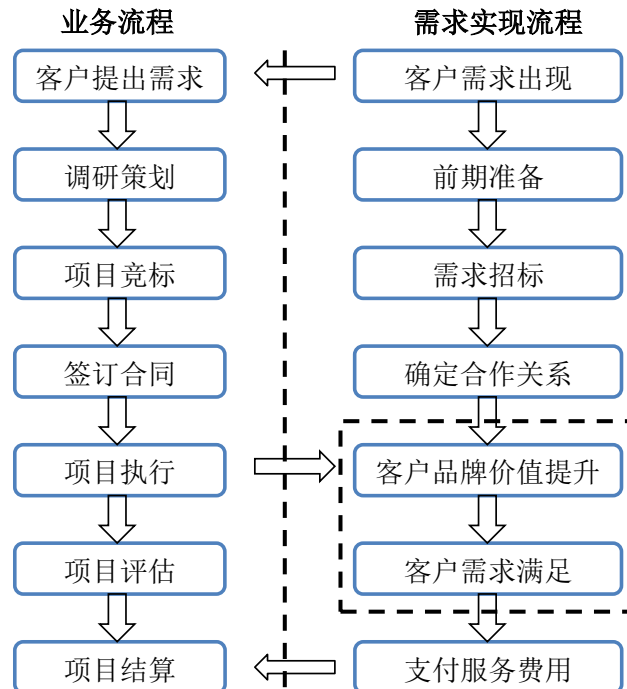 业务流程
需求实现流程
客户提出需求
客户需求出现
调研策划
前期准备
项目竞标
需求招标
签订合同
确定合作关系
项目执行
客户品牌价值提升
项目评估
客户需求满足
项目结算
支付服务费用